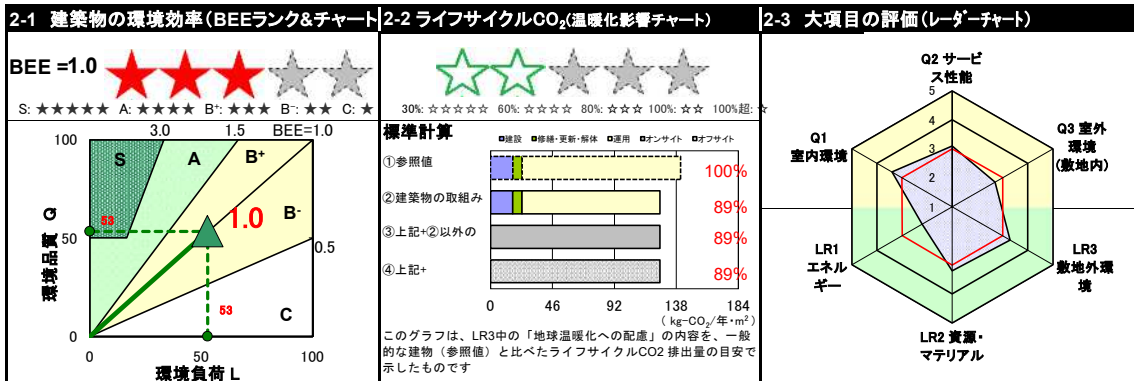 2-1 建築物の環境効率(BEEランク&チャート
BEE =1.0
S: ★★★★★ A: ★★★★ B⁺: ★★★ B⁻: ★★ C: ★
100
3.0
1.5
BEE=1.0
S
A
B⁺
B⁻
C
53
1.0
50
0.5
53
環境品質 Q
0
0
50
100
環境負荷 L
2-2 ライフサイクルCO₂(温暖化影響チャート)
30%: ☆☆☆☆☆ 60%: ☆☆☆☆ 80%: ☆☆☆ 100%: ☆☆ 100%超: ☆
標準計算
■建設 ■修繕・更新・解体 □運用 ■オンサイト ■オフサイト
①参照値
100%
②建築物の取組み
89%
③上記+②以外の
89%
④上記+
89%
0 46 92 138 184
( kg-CO₂/年・m²)
このグラフは、LR3中の「地球温暖化への配慮」の内容を、一般
的な建物(参照値)と比べたライフサイクルCO2 排出量の目安で
示したものです
2-3 大項目の評価(レーダーチャート)
Q2 サービ
ス性能
Q1
室内環境
Q3 室外
環境
(敷地内)
5
4
3
2
1
LR1
エネル
ギー
LR3
敷地外環
境
LR2 資源・
マテリアル